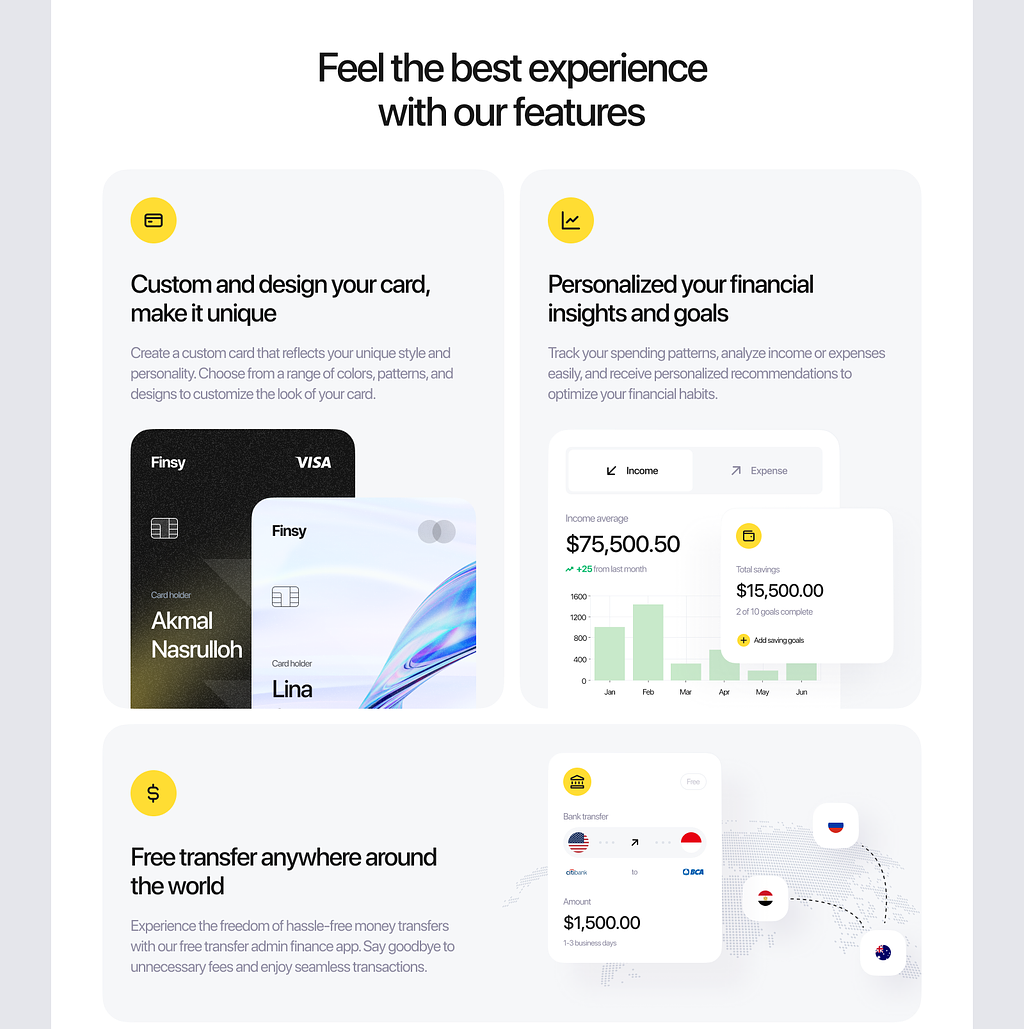 Feel the best experience
with our features
Custom and design your card,
make it unique
Create a custom card that reflects your unique style and
personality. Choose from a range of colors, patterns, and
designs to customize the look of your card.
Finsy
VISA
Card holder
Akmal
Nasrulloh
Finsy
Card holder
Lina
Personalized your financial
insights and goals
Track your spending patterns, analyze income or expenses
easily, and receive personalized recommendations to
optimize your financial habits.
Income
Expense
Income average
$75,500.50
+25 from last month
1600
1200
800
400
0
Jan
Feb
Mar
Apr
May
Jun
Total savings
$15,500.00
2 of 10 goals complete
Add saving goals
Free transfer anywhere around
the world
Experience the freedom of hassle-free money transfers
with our free transfer admin finance app. Say goodbye to
unnecessary fees and enjoy seamless transactions.
Free
Bank transfer
citibank
to
BCA
Amount
$1,500.00
1-3 business days